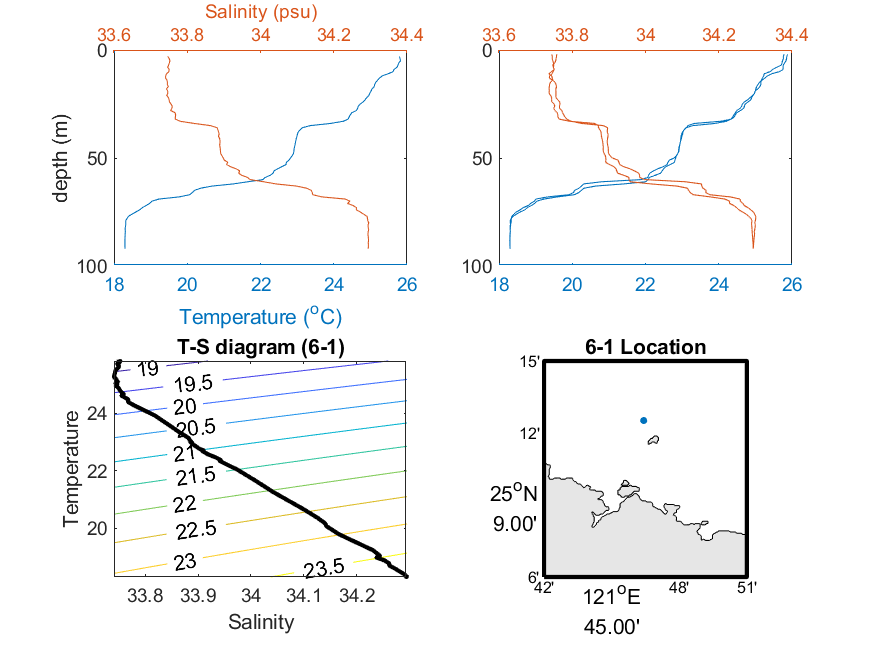 Salinity (psu)
33.6 33.8 34 34.2 34.4
33.6 33.8 34 34.2 34.4
0
50
100
depth (m)
0
50
100
18 20 22 24 26
18 20 22 24 26
Temperature (°C)
T-S diagram (6-1)
6-1 Location
19
19.5
20
20.5
21
21.5
22
22.5
23
23.5
24
22
20
Temperature
33.8 33.9 34 34.1 34.2
Salinity
15'
12'
25°N
9.00'
6'
42' 48' 51'
121°E
45.00'